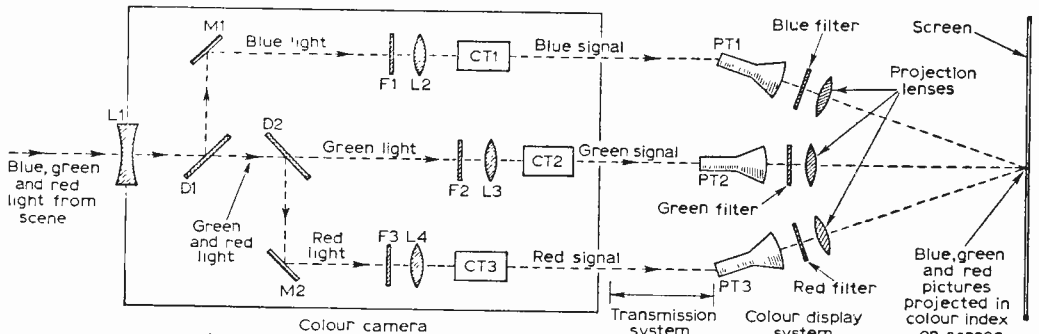 M1
Blue light
F1
L2
CT1
Blue signal
PT1
Blue filter
Screen
Projection
lenses
L1
D1
D2
Green light
F2
L3
CT2
Green signal
PT2
Green filter
Blue, green
and red
light from
scene
Green
and red
light
M2
Red
light
F3
L4
CT3
Red signal
PT3
Red filter
Blue, green
and red
pictures
projected in
colour index
on screen
Colour camera
Transmission
system
Colour display
system